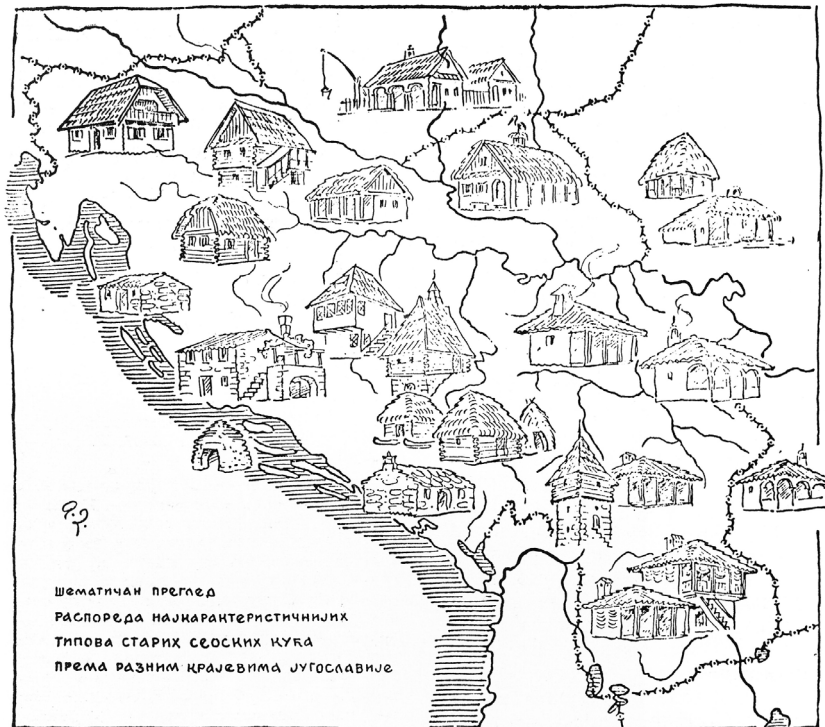 шематичан преглед
распореда најкарактеристичнијих
типова старих сеоских кућа
према разним крајевима југославије